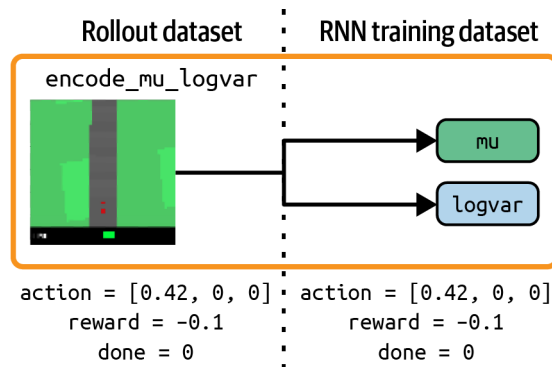 Rollout dataset
RNN training dataset
encode_mu_logvar
mu
logvar
action = [0.42, 0, 0]
reward = −0.1
done = 0
action = [0.42, 0, 0]
reward = −0.1
done = 0